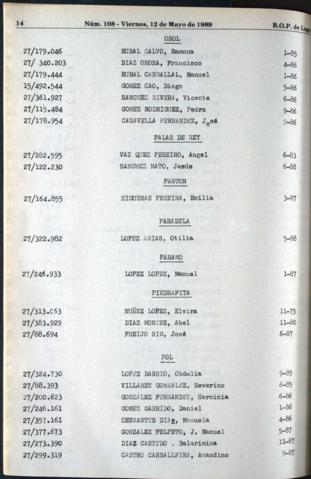 14 Núm. 108 - Viernes, 12 de Mayo de 1989 B.O.P. de Lugo
OROL
27/179.046 RUBAL CALVO, Ramona 1-85
27/ 340.203 DIAZ OROSA, Francisco 4-86
27/179.444 RUBAL CARBALLAL, Manuel 1-86
15/492.544 GOMEZ CAO, Diego 5-86
27/361.927 SANCHEZ RIVERA, Vicente 6-86
27/115.484 GOMEZ RODRIGUEZ, Pedro 9-86
27/178.954 CASAVELLA FERNANDEZ, José 9-86
PALAS DE REY
27/282.595 VAZ QUEZ PEREIRO, Angel 6-83
27/122.230 SANCHEZ MATO, Jesús 6-88
PANTON
27/164.855 HIGUERAS PEREIRA, Emilia 3-87
PARADELA
27/322.982 LOPEZ ARIAS, Otilia 5-88
PARAMO
27/246.933 LOPEZ LOPEZ, Manuel 1-87
PIEDRAFITA
27/313.063 NUÑEZ LOPEZ, Elvira 11-75
27/383.929 DIAZ MONTES, Abel 11-80
27/88.694 FREIJO RIO, José 6-87
POL
27/324.730 LOPEZ BARRIO, Obdulia 9-85
27/88.393 VILLARES GONZALEZ, Severino 6-85
27/200.623 GONZALEZ FERNANDEZ, Herminia 6-86
27/246.161 GOMEZ GARRIDO, Daniel 1-86
27/357.161 CERVANTES DIAZ, Manuela 4-86
27/377.673 GONZALEZ FELPETO, J. Manuel 5-87
27/273.390 DIAZ CASTEDO , Belarimina 11-87
27/299.319 CASTRO CARBALLEIRA, Amandino 9-87